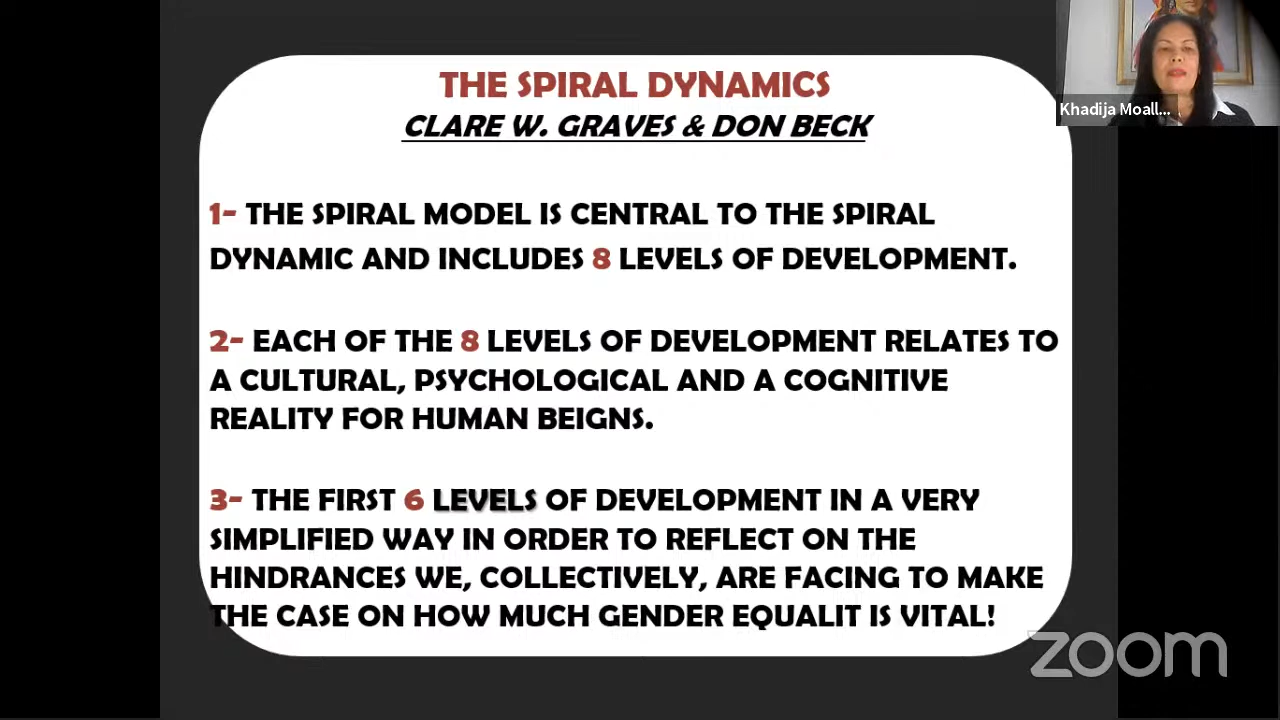 THE SPIRAL DYNAMICS
CLARE W. GRAVES & DON BECK
Khadija Moall...
1- THE SPIRAL MODEL IS CENTRAL TO THE SPIRAL
DYNAMIC AND INCLUDES 8 LEVELS OF DEVELOPMENT.
2- EACH OF THE 8 LEVELS OF DEVELOPMENT RELATES TO
A CULTURAL, PSYCHOLOGICAL AND A COGNITIVE
REALITY FOR HUMAN BEIGNS.
3- THE FIRST 6 LEVELS OF DEVELOPMENT IN A VERY
SIMPLIFIED WAY IN ORDER TO REFLECT ON THE
HINDRANCES WE, COLLECTIVELY, ARE FACING TO MAKE
THE CASE ON HOW MUCH GENDER EQUALIT IS VITAL!
zoom